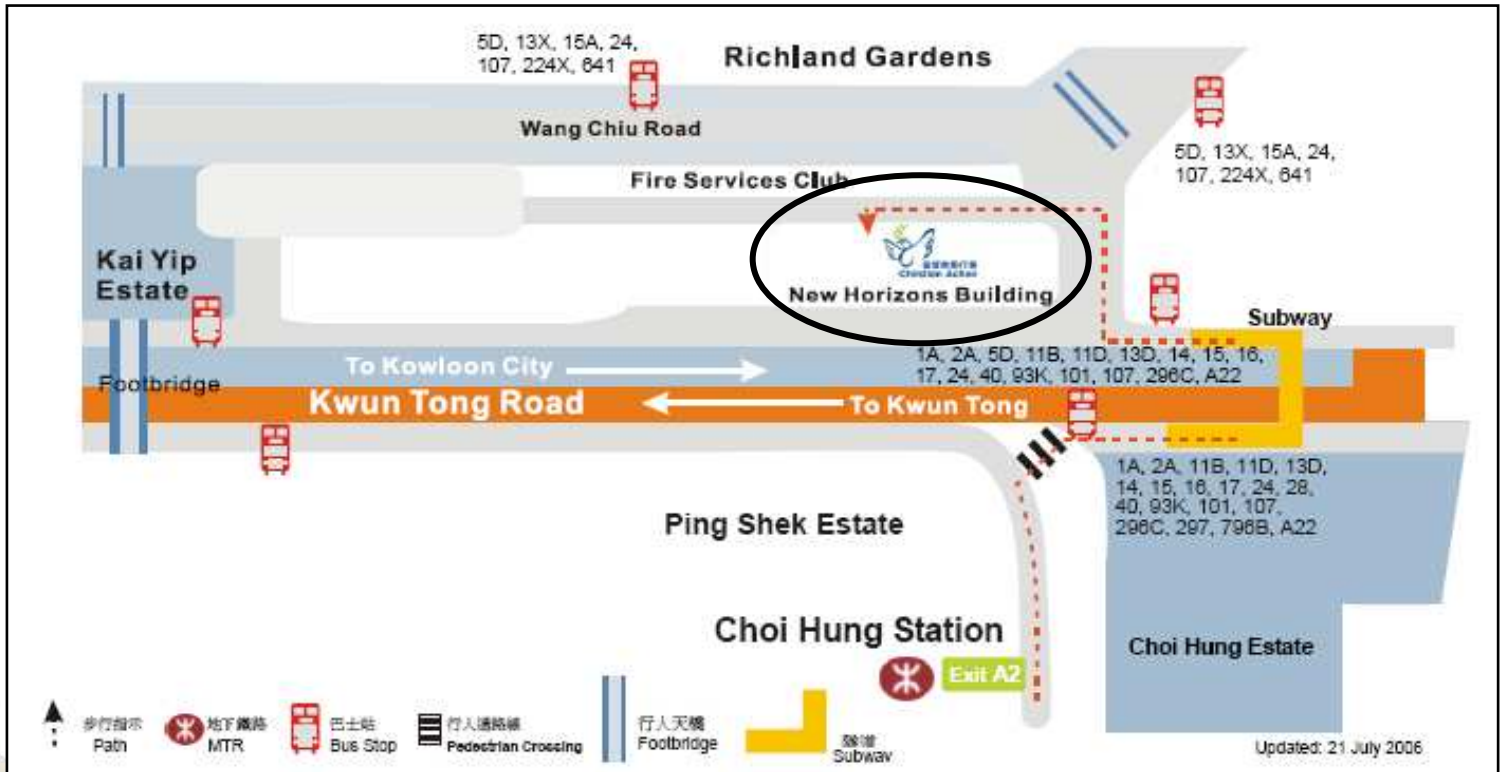 5D, 13X, 15A, 24,
107, 224X, 641
Richland Gardens
Wang Chiu Road
5D, 13X, 15A, 24,
107, 224X, 641
Fire Services Club
Kai Yip
Estate
Christian Action
New Horizons Building
Subway
To Kowloon City
1A, 2A, 5D, 11B, 11D, 13D, 14, 15, 16,
17, 24, 40, 93K, 101, 107, 296C, A22
Footbridge
Kwun Tong Road
To Kwun Tong
1A, 2A, 11B, 11D, 13D,
14, 15, 16, 17, 24, 28,
40, 93K, 101, 107,
296C, 297, 796B, A22
Ping Shek Estate
Choi Hung Station
Exit A2
Choi Hung Estate
步行指示
Path
地下鐵路
MTR
巴士站
Bus Stop
行人過路線
Pedestrian Crossing
行人天橋
Footbridge
隧道
Subway
Updated: 21 July 2006